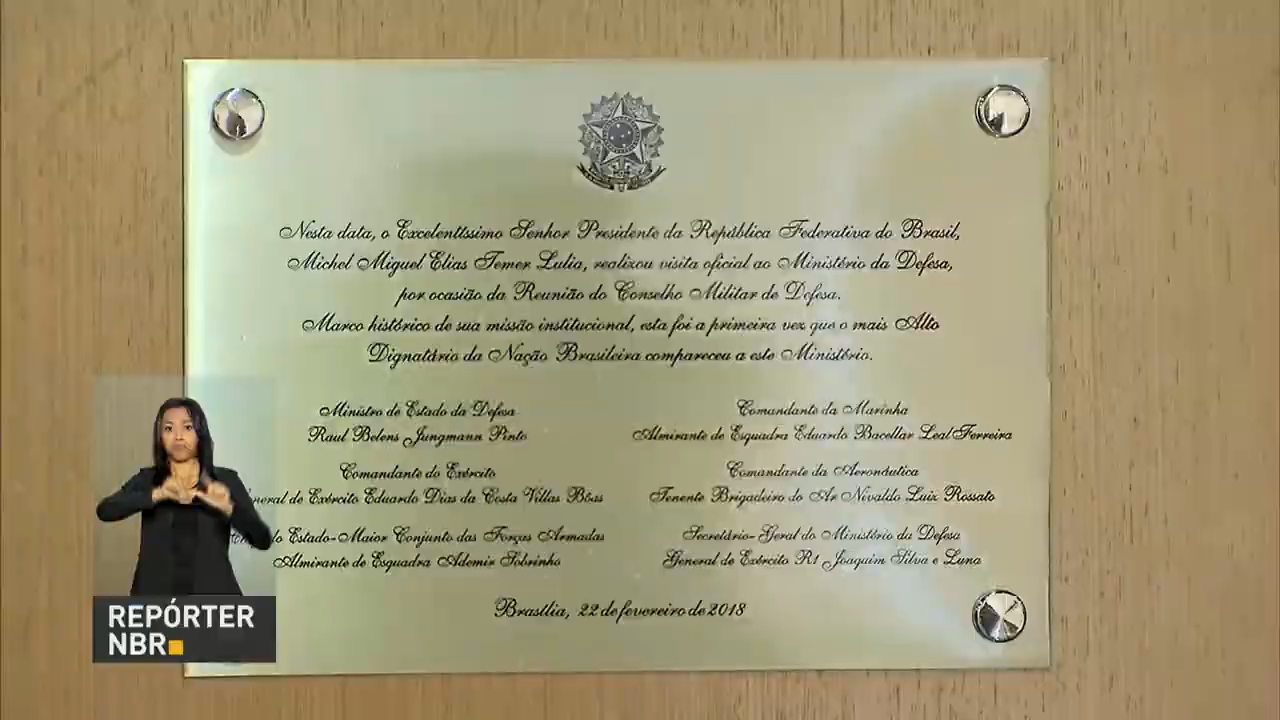 Nesta data, o Excelentíssimo Senhor Presidente da República Federativa do Brasil,
Michel Miguel Elias Temer Lulia, realizou visita oficial ao Ministério da Defesa,
por ocasião da Reunião do Conselho Militar de Defesa.
Marco histórico de sua missão institucional, esta foi a primeira vez que o mais Alto
Dignatário da Nação Brasileira compareceu a este Ministério.
Ministro de Estado da Defesa
Raul Belens Jungmann Pinto
Comandante da Marinha
Almirante de Esquadra Eduardo Bacellar Leal Ferreira
Comandante do Exército
de Exército Eduardo Dias da Costa Villas Bôas
Comandante da Aeronáutica
Tenente Brigadeiro do Ar Nivaldo Luiz Rossato
Estado-Maior Conjunto das Forças Armadas
Almirante de Esquadra Ademir Sobrinho
Secretário-Geral do Ministério da Defesa
General de Exército R1 Joaquim Silva e Luna
Brasília, 22 de fevereiro de 2018
REPÓRTER
NBR